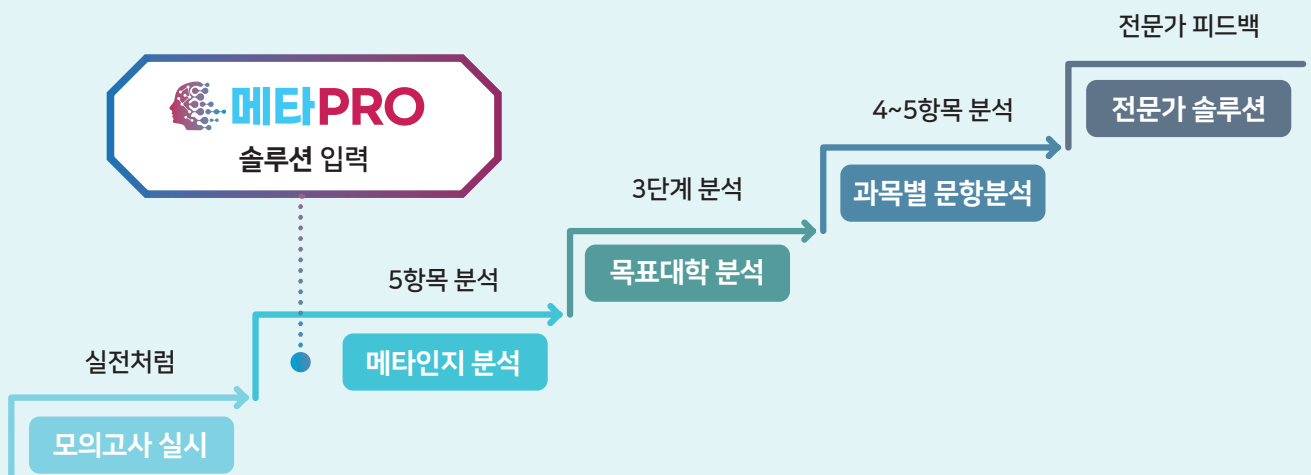 메타PRO
솔루션 입력
실전처럼
모의고사 실시
5항목 분석
메타인지 분석
3단계 분석
목표대학 분석
4~5항목 분석
과목별 문항분석
전문가 피드백
전문가 솔루션